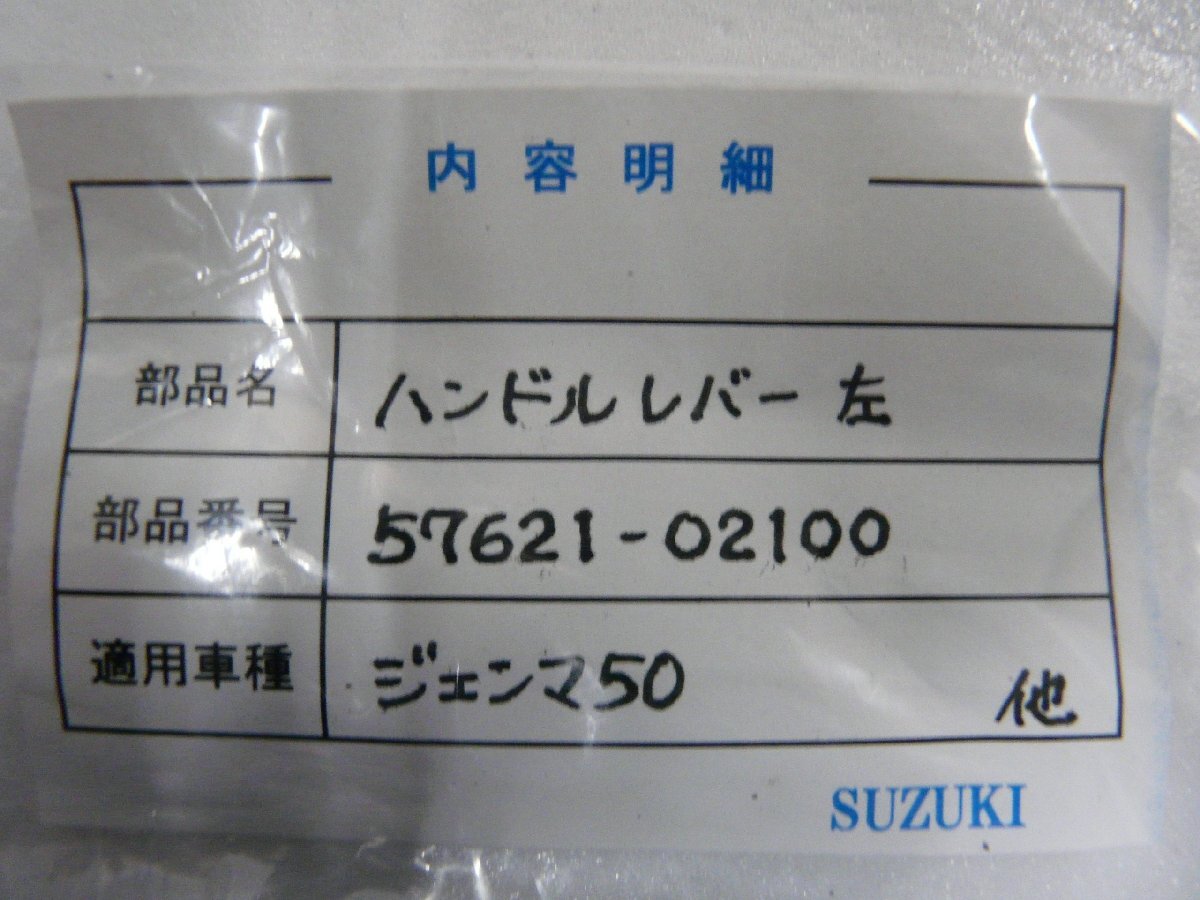 内容明細
部品名 ハンドルレバー 左
部品番号 57621-02100
適用車種 ジェンマ50 他
SUZUKI